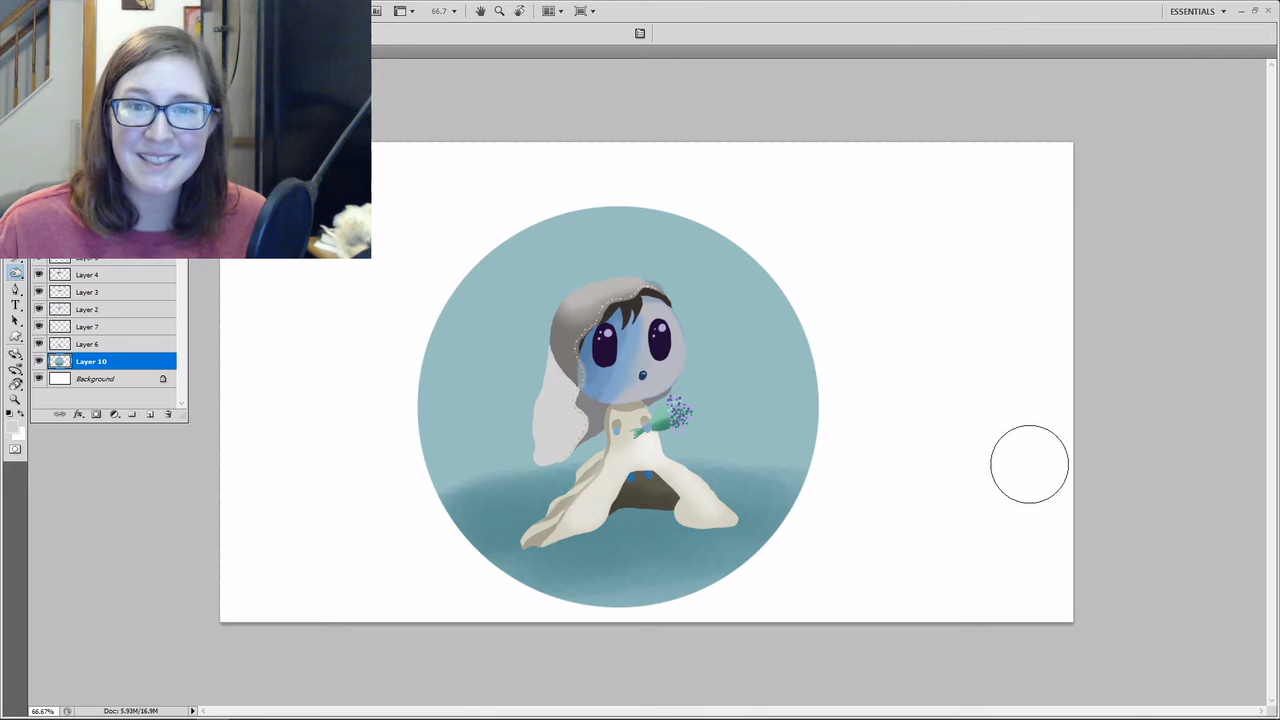 66.7
ESSENTIALS
Layer 4
Layer 3
Layer 2
Layer 7
Layer 6
Layer 10
Background
fx
T
66.67%
Doc: 5.93M/16.9M